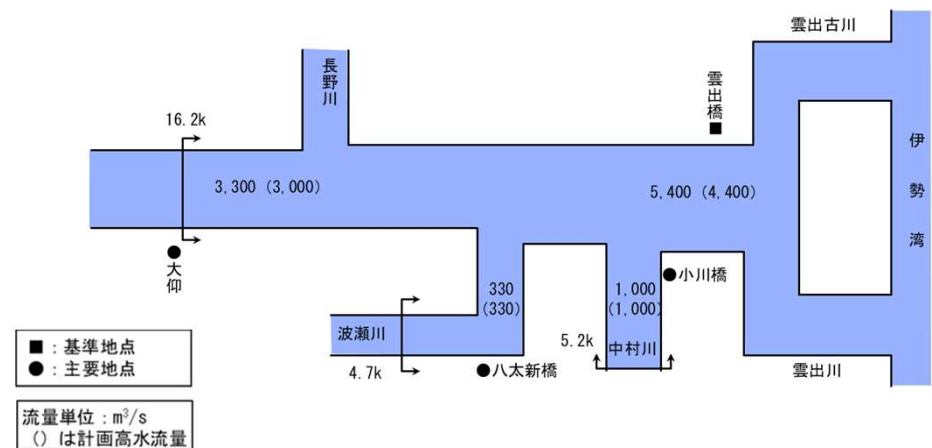 雲出古川
長野川
雲出橋
■
16.2k
伊勢湾
3,300（3,000）
5,400（4,400）
●
大仰
●小川橋
330
(330)
1,000
(1,000)
波瀬川
5.2k
中村川
4.7k
●八太新橋
雲出川
■：基準地点
●：主要地点
流量単位：m³/s
（）は計画高水流量